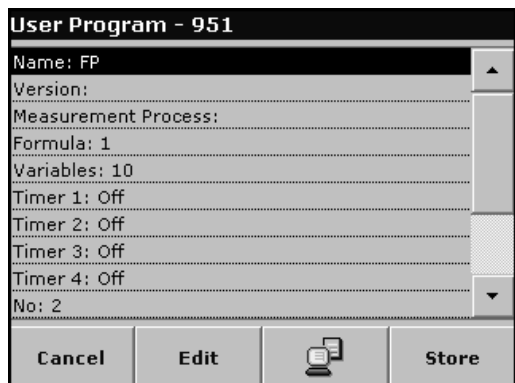 User Program - 951
Name: FP
Version:
Measurement Process:
Formula: 1
Variables: 10
Timer 1: Off
Timer 2: Off
Timer 3: Off
Timer 4: Off
No: 2
Cancel Edit Store